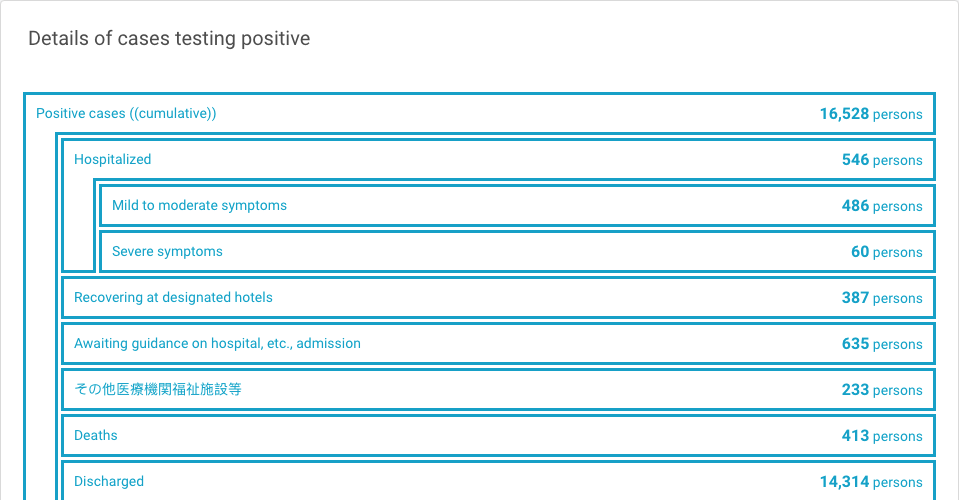 Details of cases testing positive
Positive cases ((cumulative)) 16,528 persons
Hospitalized 546 persons
Mild to moderate symptoms 486 persons
Severe symptoms 60 persons
Recovering at designated hotels 387 persons
Awaiting guidance on hospital, etc., admission 635 persons
その他医療機関福祉施設等 233 persons
Deaths 413 persons
Discharged 14,314 persons